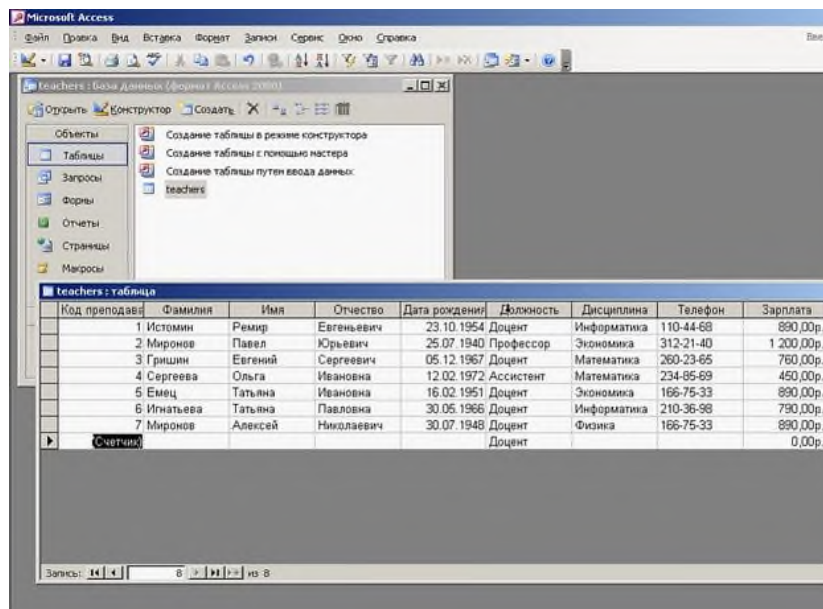 Microsoft Access
Файл Правка Вид Вставка Формат Записи Сервис Окно Справка
teachers : база данных (формат Access 2000)
Открыть Конструктор Создать
Объекты
Таблицы
Запросы
Формы
Отчеты
Страницы
Макросы
Создание таблицы в режиме конструктора
Создание таблицы с помощью мастера
Создание таблицы путем ввода данных
teachers
teachers : таблица
Код преподава Фамилия Имя Отчество Дата рождения Должность Дисциплина Телефон Зарплата
1 Истомин Ремир Евгеньевич 23.10.1954 Доцент Информатика 110-44-68 890,00р.
2 Миронов Павел Юрьевич 25.07.1940 Профессор Экономика 312-21-40 1 200,00р.
3 Гришин Евгений Сергеевич 05.12.1967 Доцент Математика 260-23-65 760,00р.
4 Сергеева Ольга Ивановна 12.02.1972 Ассистент Математика 234-85-69 450,00р.
5 Емец Татьяна Ивановна 16.02.1951 Доцент Экономика 166-75-33 890,00р.
6 Игнатьева Татьяна Павловна 30.05.1966 Доцент Информатика 210-36-98 790,00р.
7 Миронов Алексей Николаевич 30.07.1948 Доцент Физика 166-75-33 890,00р.
(Счетчик) Доцент 0,00р.
Запись: 8 из 8